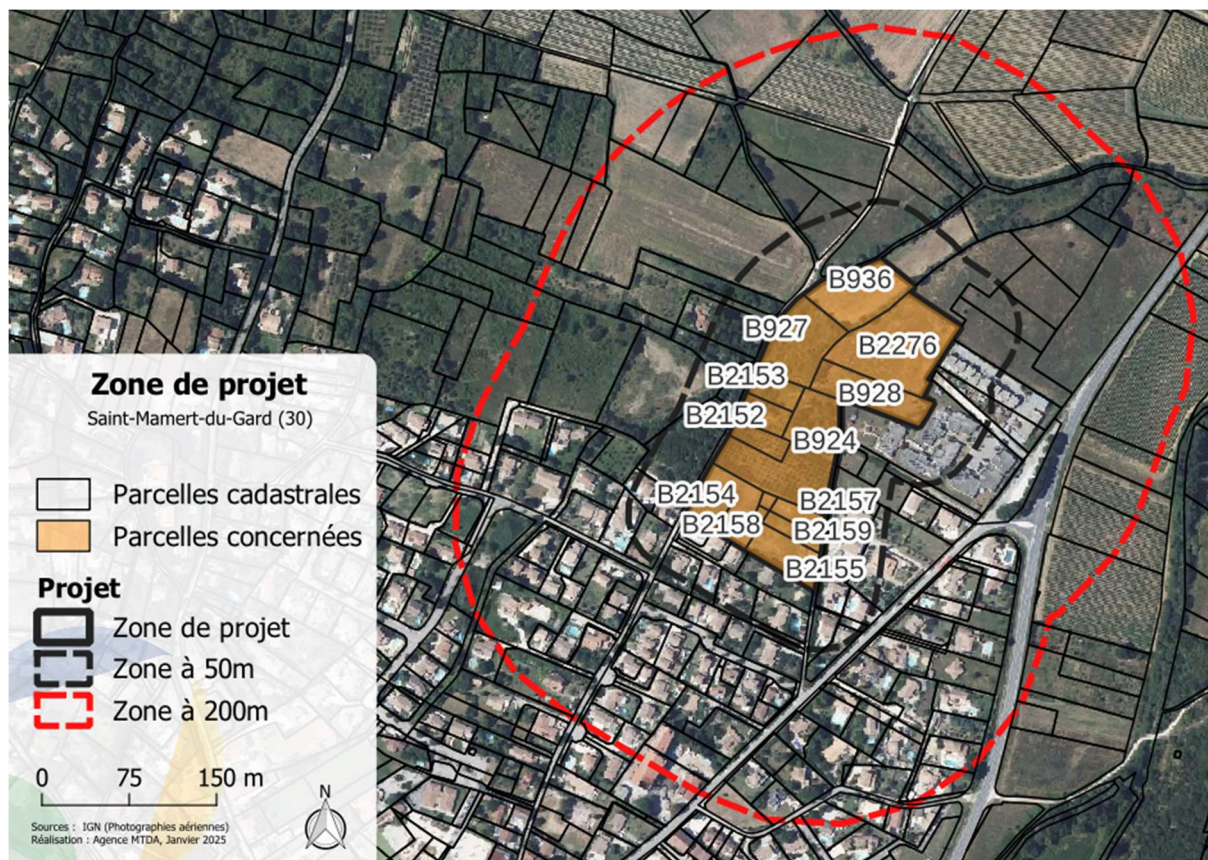 B936
B927
B2276
B2153
B928
B2152
B924
B2154
B2157
B2158
B2159
B2155
Zone de projet
Saint-Mamert-du-Gard (30)
Parcelles cadastrales
Parcelles concernées
Projet
Zone de projet
Zone à 50m
Zone à 200m
0 75 150 m
N
Sources : IGN (Photographies aériennes)
Réalisation : Agence MTDA, Janvier 2025